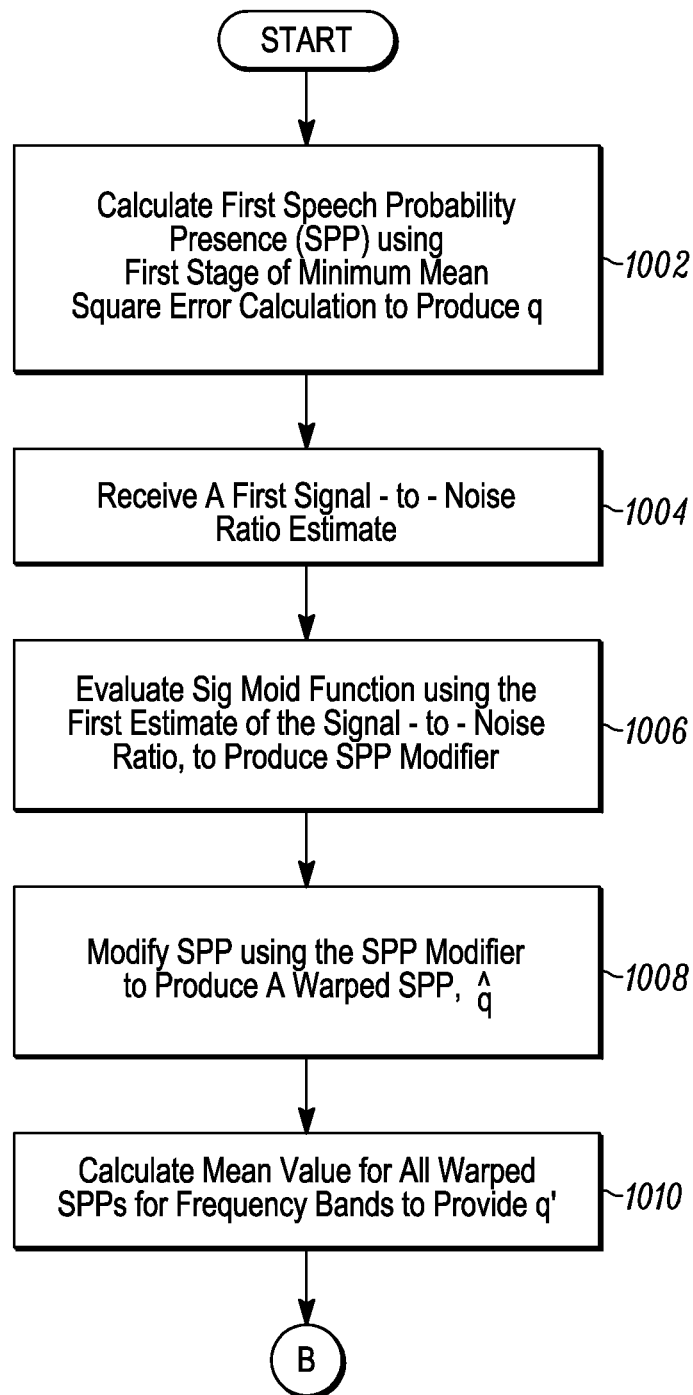 START
Calculate First Speech Probability
Presence (SPP) using
First Stage of Minimum Mean
Square Error Calculation to Produce q
1002
Receive A First Signal - to - Noise
Ratio Estimate
1004
Evaluate Sig Moid Function using the
First Estimate of the Signal - to - Noise
Ratio, to Produce SPP Modifier
1006
Modify SPP using the SPP Modifier
to Produce A Warped SPP, q̂
1008
Calculate Mean Value for All Warped
SPPs for Frequency Bands to Provide q'
1010
B